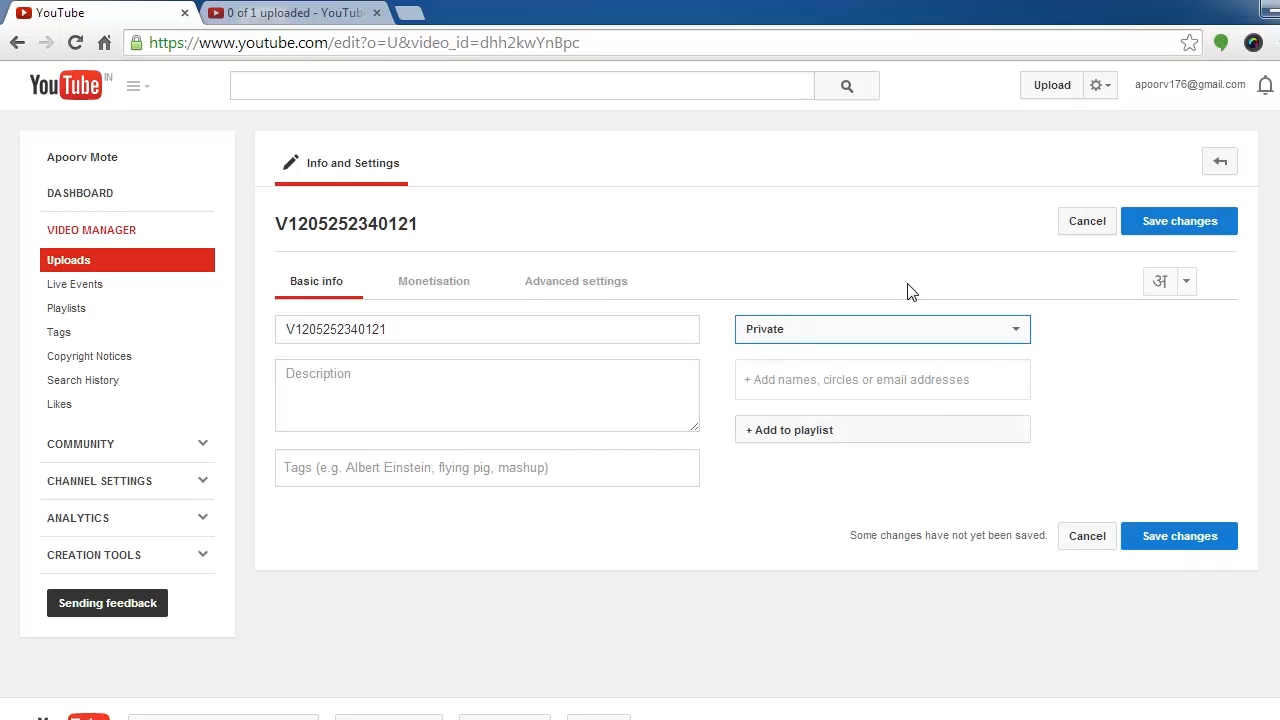 YouTube
0 of 1 uploaded - YouTub
https://www.youtube.com/edit?o=U&video_id=dhh2kwYnBpc
YouTube IN
Upload
apoorv176@gmail.com
Apoorv Mote
DASHBOARD
VIDEO MANAGER
Uploads
Live Events
Playlists
Tags
Copyright Notices
Search History
Likes
COMMUNITY
CHANNEL SETTINGS
ANALYTICS
CREATION TOOLS
Sending feedback
Info and Settings
V1205252340121
Cancel
Save changes
Basic info
Monetisation
Advanced settings
अ
V1205252340121
Private
Description
+ Add names, circles or email addresses
+ Add to playlist
Tags (e.g. Albert Einstein, flying pig, mashup)
Some changes have not yet been saved.
Cancel
Save changes